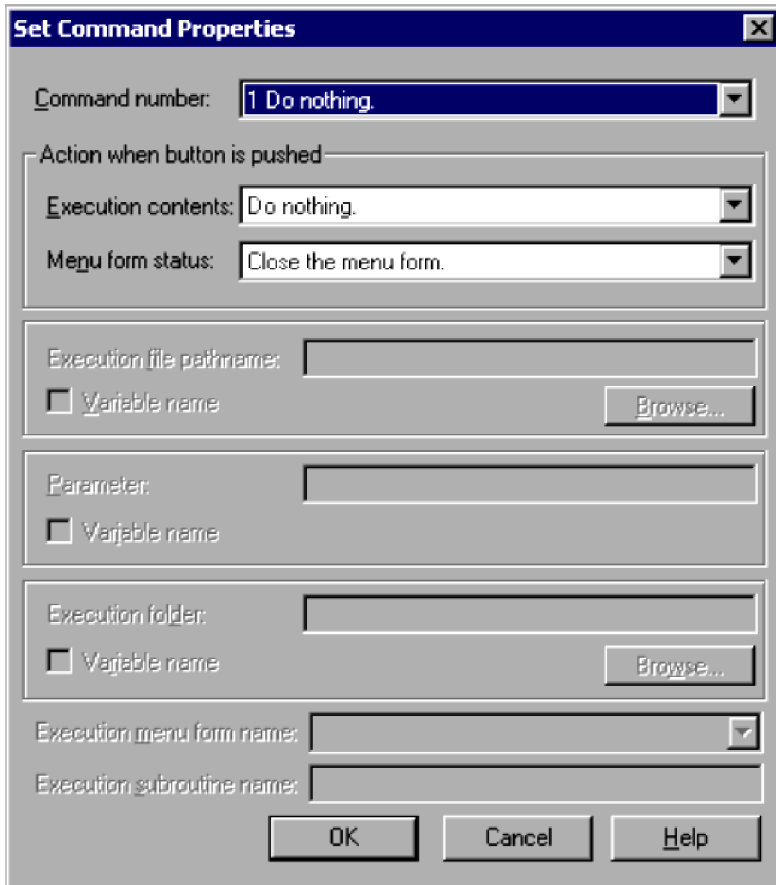 Set Command Properties
Command number: 1 Do nothing.
Action when button is pushed
Execution contents: Do nothing.
Menu form status: Close the menu form.
Execution file pathname:
Variable name Browse...
Parameter:
Variable name
Execution folder:
Variable name Browse...
Execution menu form name:
Execution subroutine name:
OK Cancel Help